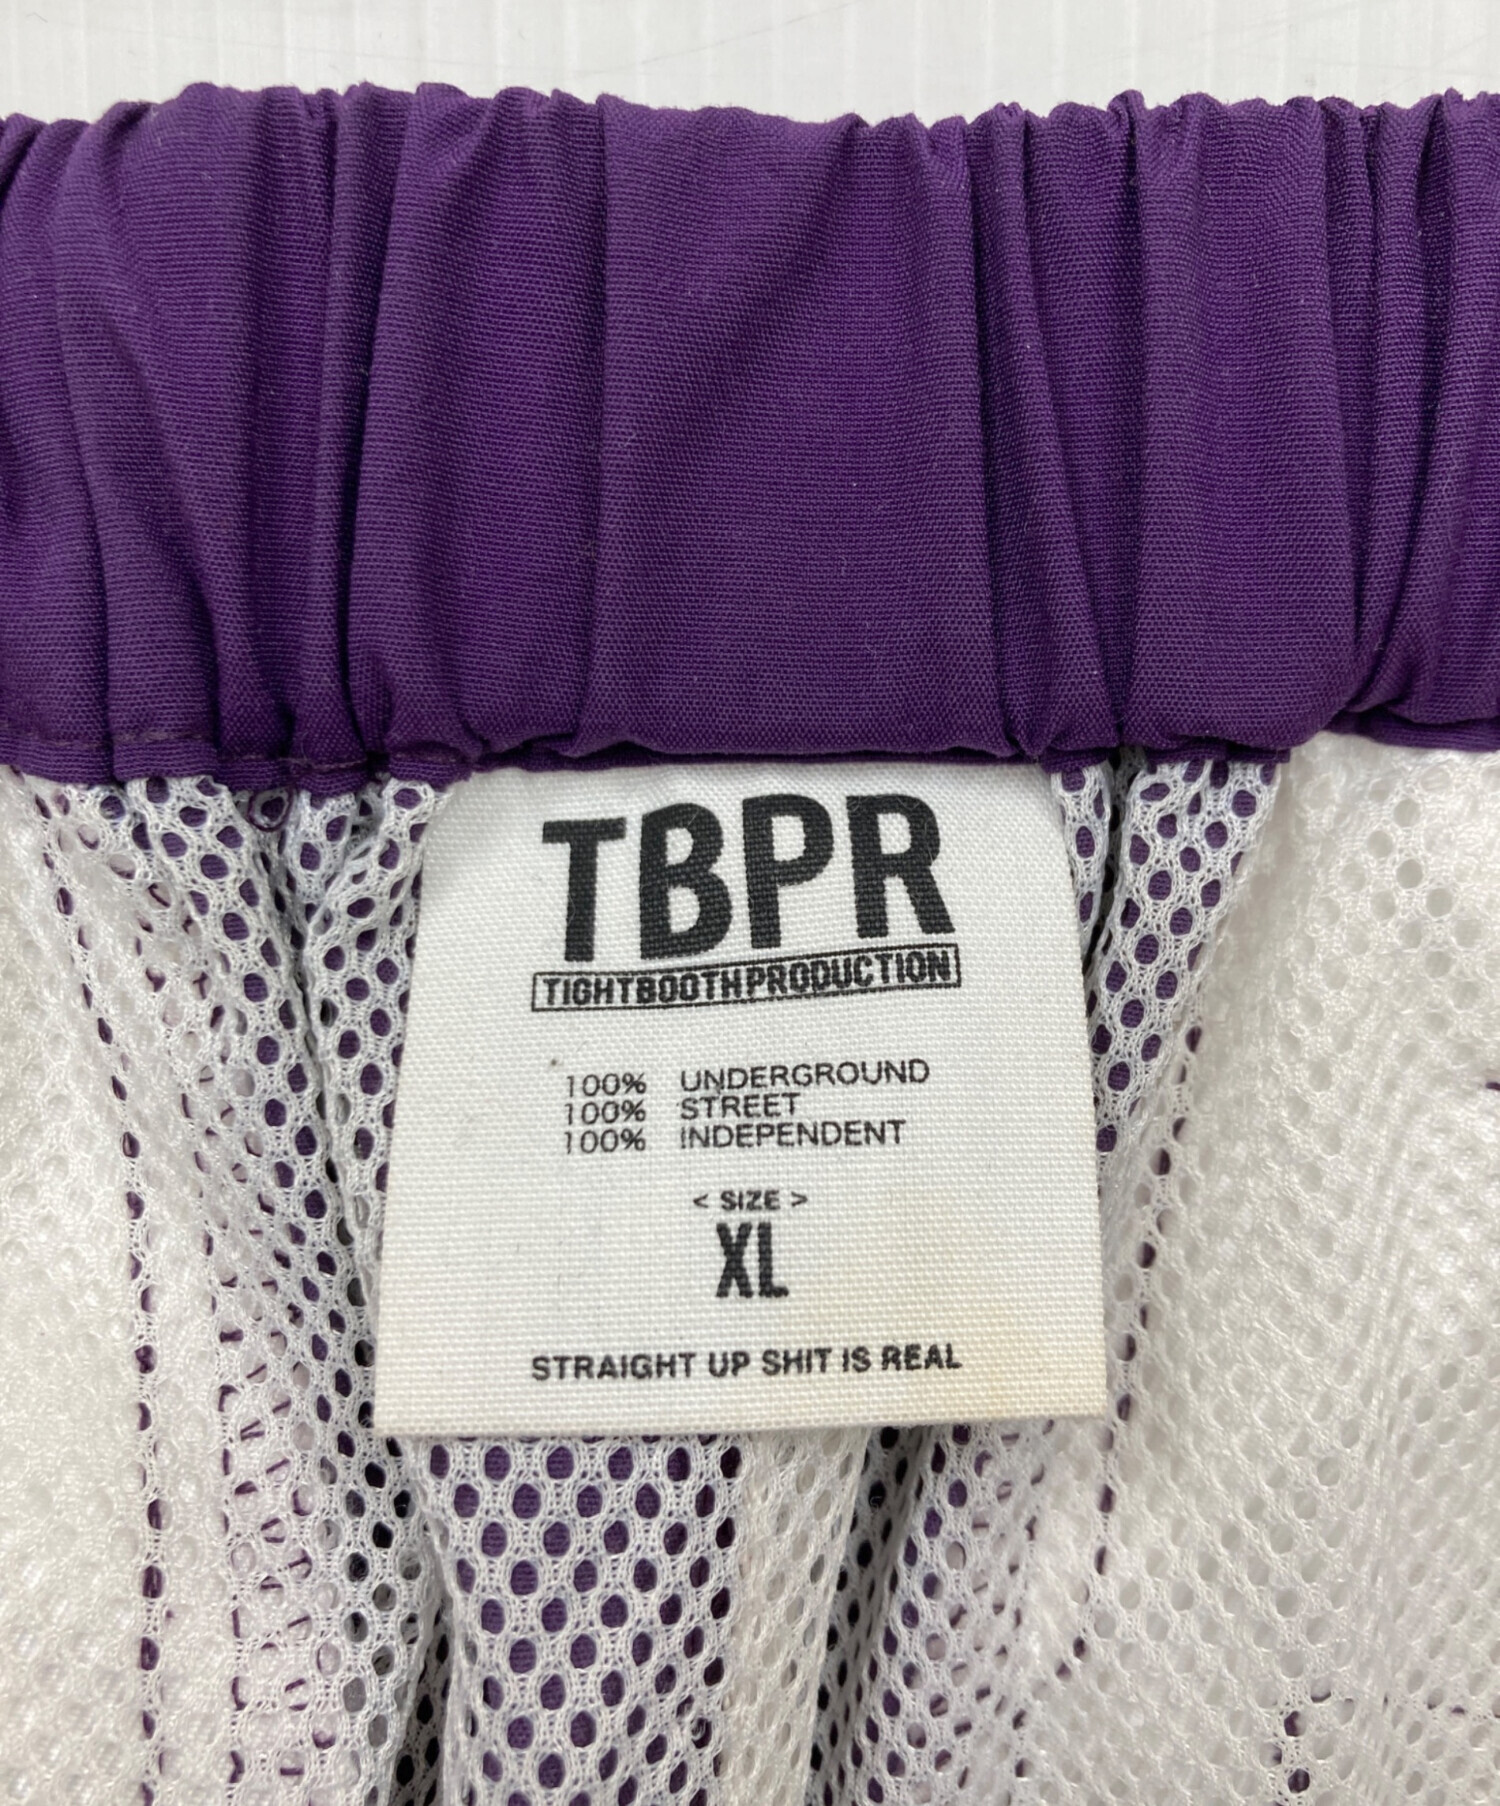 TBPR
TIGHTBOOTHPRODUCTION
100% UNDERGROUND
100% STREET
100% INDEPENDENT
< SIZE >
XL
STRAIGHT UP SHIT IS REAL